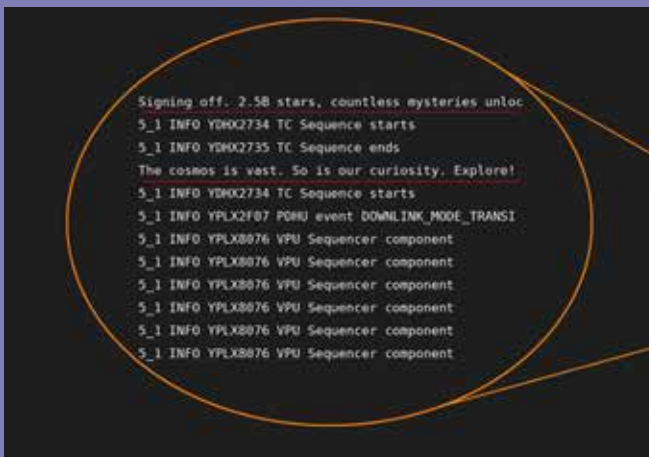 Signing off. 2.5B stars, countless mysteries unloc
5_1 INFO YDHX2734 TC Sequence starts
5_1 INFO YDHX2735 TC Sequence ends
The cosmos is vast. So is our curiosity. Explore!
5_1 INFO YDHX2734 TC Sequence starts
5_1 INFO YPLX2F07 PDHU event DOWNLINK_MODE_TRANSI
5_1 INFO YPLX8076 VPU Sequencer component
5_1 INFO YPLX8076 VPU Sequencer component
5_1 INFO YPLX8076 VPU Sequencer component
5_1 INFO YPLX8076 VPU Sequencer component
5_1 INFO YPLX8076 VPU Sequencer component
5_1 INFO YPLX8076 VPU Sequencer component